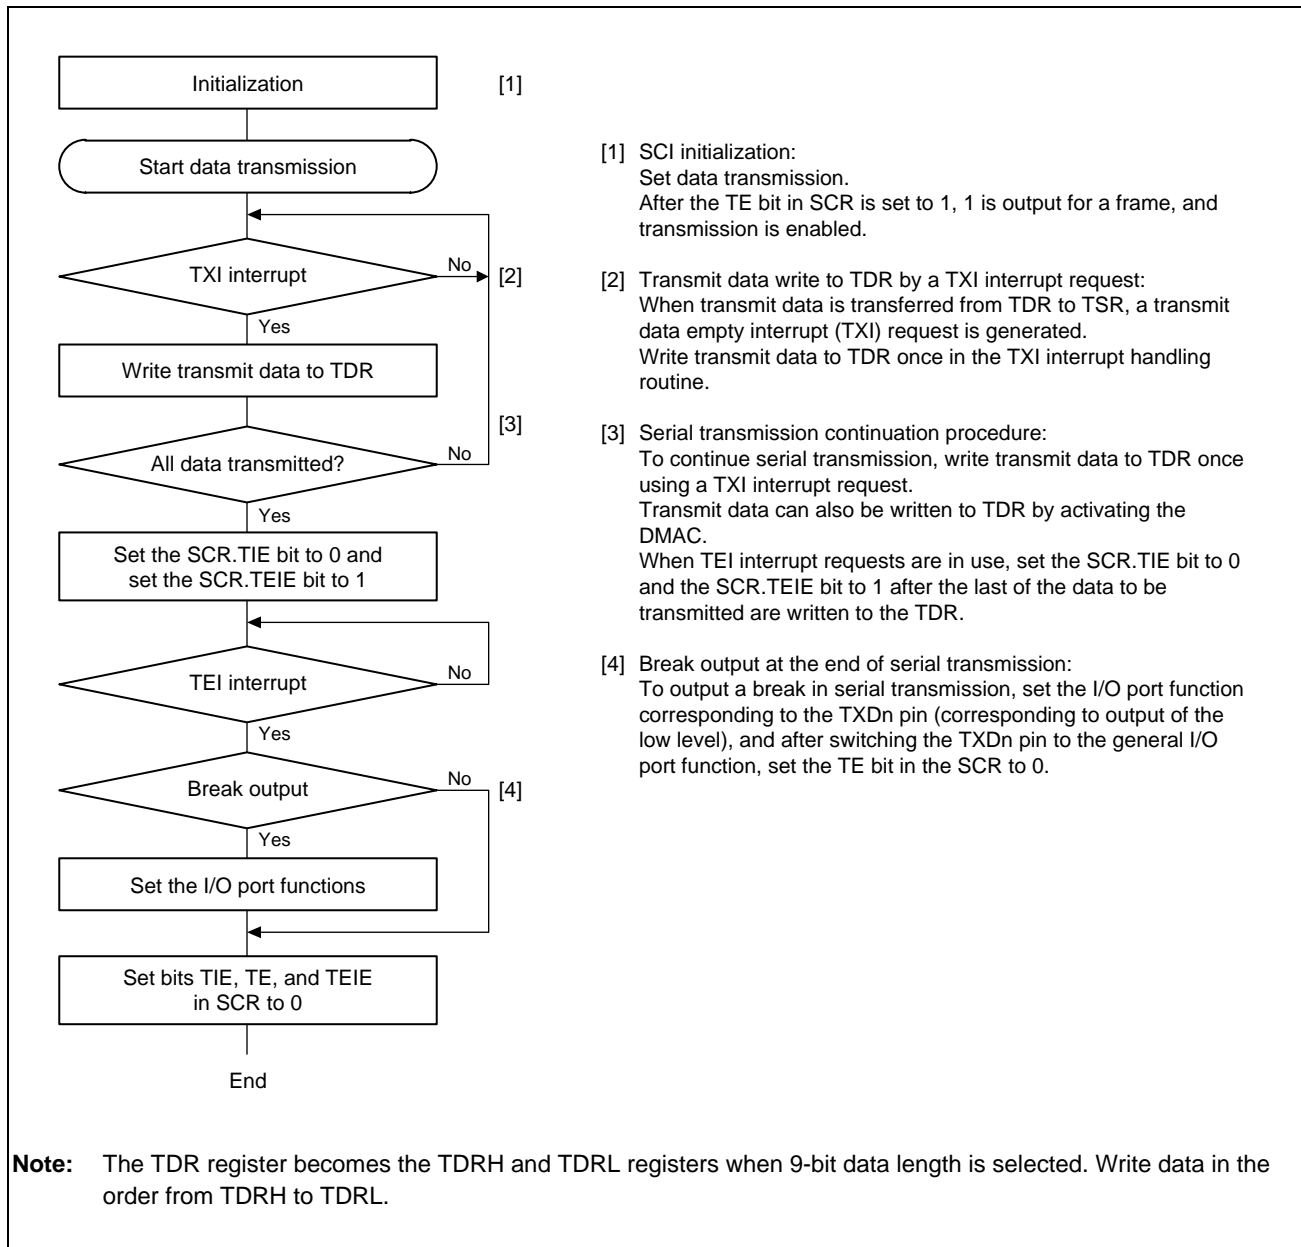 Initialization
[1]
Start data transmission
TXI interrupt
No
[2]
Yes
Write transmit data to TDR
[3]
All data transmitted?
No
Yes
Set the SCR.TIE bit to 0 and
set the SCR.TEIE bit to 1
TEI interrupt
No
Yes
Break output
No
[4]
Yes
Set the I/O port functions
Set bits TIE, TE, and TEIE
in SCR to 0
End
[1] SCI initialization:
Set data transmission.
After the TE bit in SCR is set to 1, 1 is output for a frame, and
transmission is enabled.
[2] Transmit data write to TDR by a TXI interrupt request:
When transmit data is transferred from TDR to TSR, a transmit
data empty interrupt (TXI) request is generated.
Write transmit data to TDR once in the TXI interrupt handling
routine.
[3] Serial transmission continuation procedure:
To continue serial transmission, write transmit data to TDR once
using a TXI interrupt request.
Transmit data can also be written to TDR by activating the
DMAC.
When TEI interrupt requests are in use, set the SCR.TIE bit to 0
and the SCR.TEIE bit to 1 after the last of the data to be
transmitted are written to the TDR.
[4] Break output at the end of serial transmission:
To output a break in serial transmission, set the I/O port function
corresponding to the TXDn pin (corresponding to output of the
low level), and after switching the TXDn pin to the general I/O
port function, set the TE bit in the SCR to 0.
Note: The TDR register becomes the TDRH and TDRL registers when 9-bit data length is selected. Write data in the
order from TDRH to TDRL.